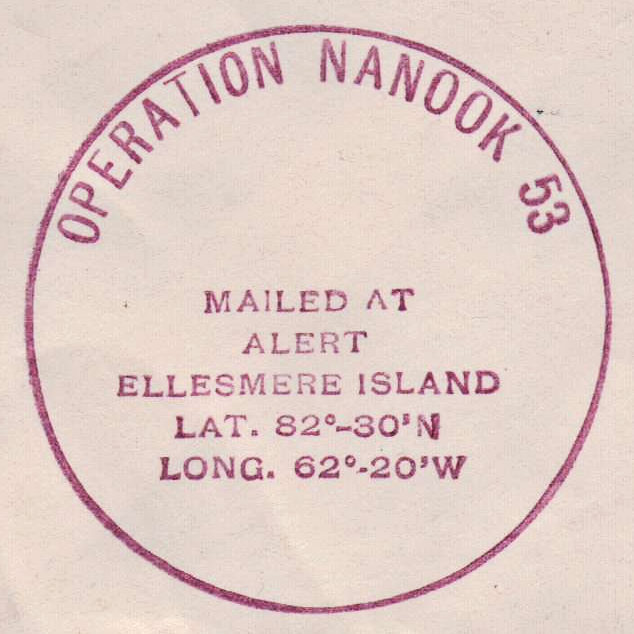 OPERATION NANOOK 53
MAILED AT
ALERT
ELLESMERE ISLAND
LAT. 82°-30'N
LONG. 62°-20'W